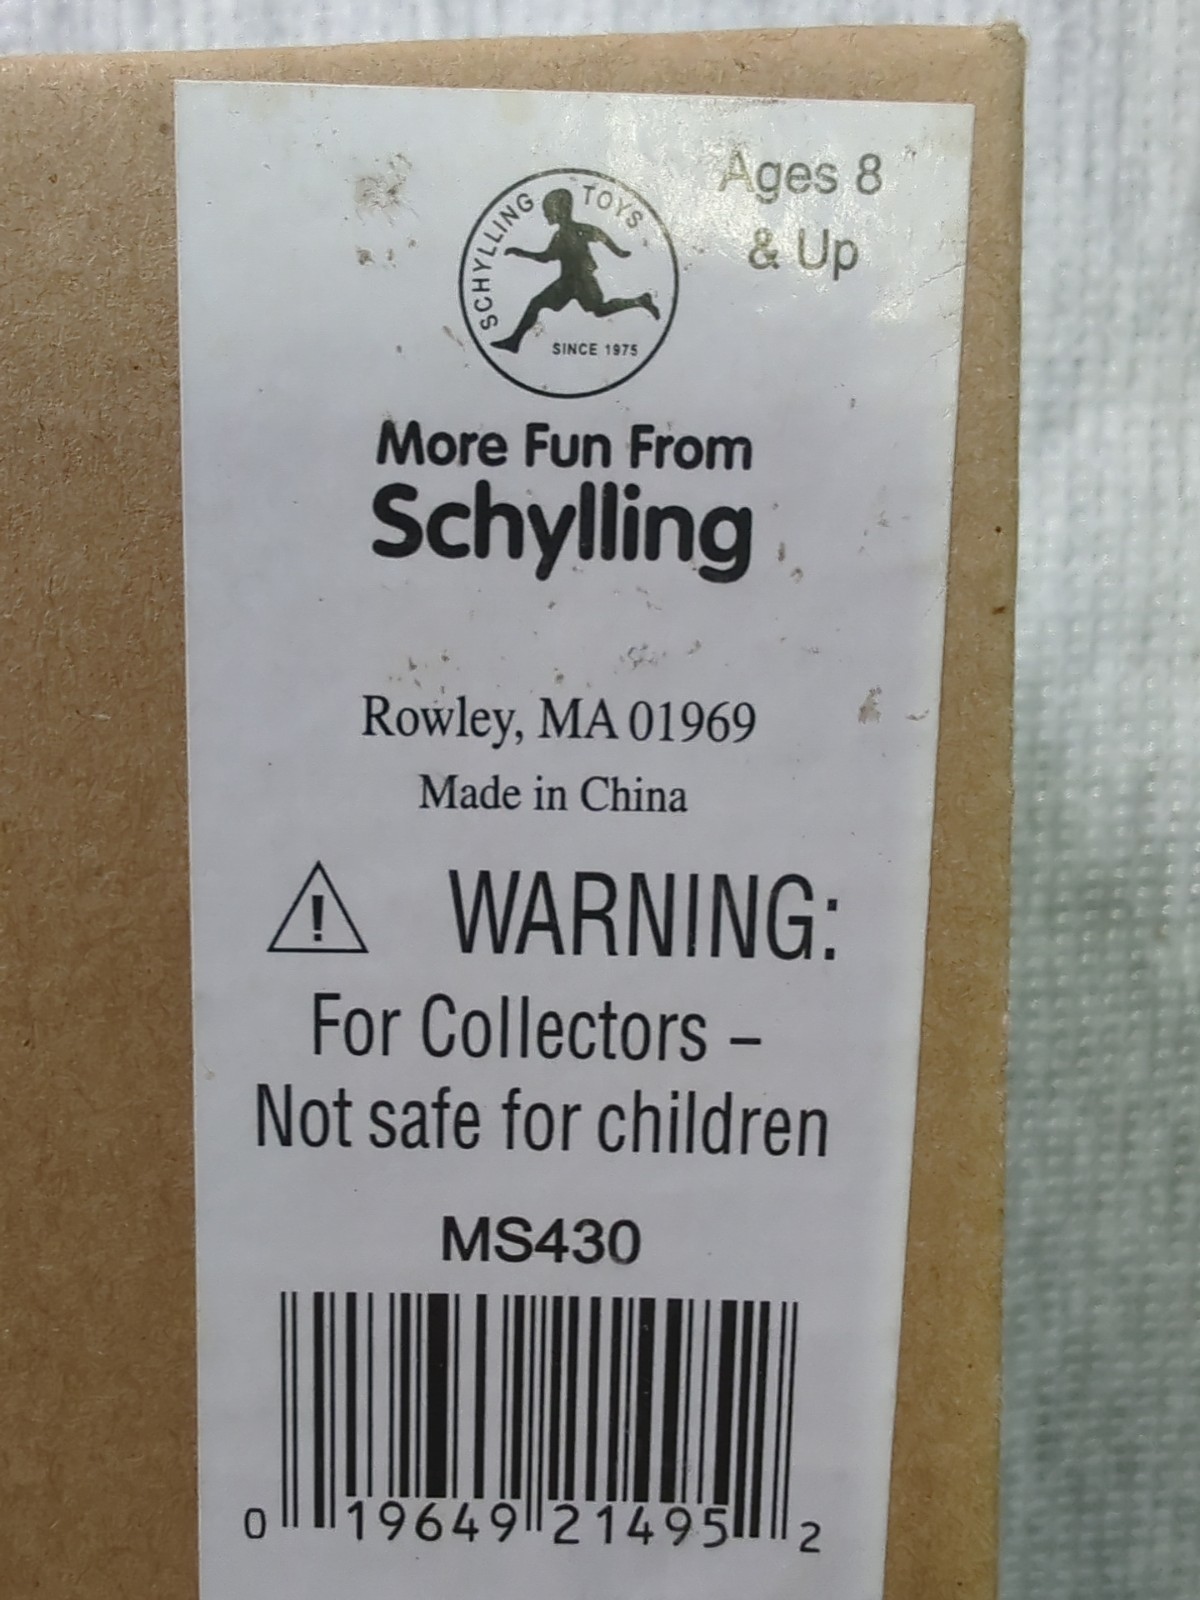 Ages 8
& Up
SCHYLLING TOYS
SINCE 1975
More Fun From
Schylling
Rowley, MA 01969
Made in China
! WARNING:
For Collectors –
Not safe for children
MS430
0 19649 21495 2